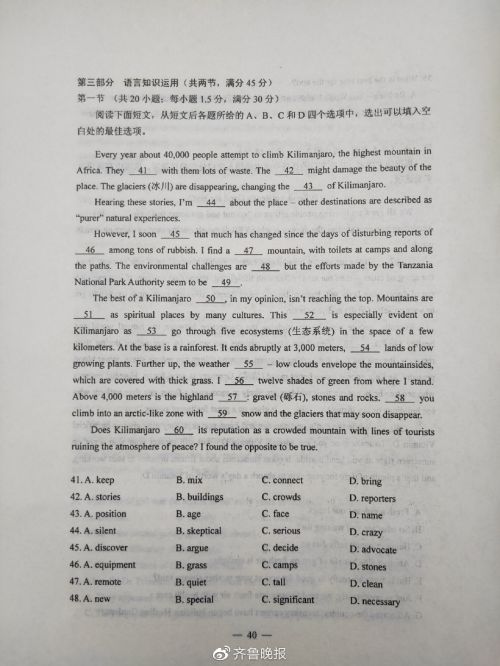 第三部分 语言知识运用（共两节，满分 45 分）
第一节 （共 20 小题；每小题 1.5 分，满分 30 分）
阅读下面短文，从短文后各题所给的 A、B、C 和 D 四个选项中，选出可以填入空
白处的最佳选项。
Every year about 40,000 people attempt to climb Kilimanjaro, the highest mountain in
Africa. They 41 with them lots of waste. The 42 might damage the beauty of the
place. The glaciers (冰川) are disappearing, changing the 43 of Kilimanjaro.
Hearing these stories, I'm 44 about the place – other destinations are described as
"purer" natural experiences.
However, I soon 45 that much has changed since the days of disturbing reports of
46 among tons of rubbish. I find a 47 mountain, with toilets at camps and along
the paths. The environmental challenges are 48 but the efforts made by the Tanzania
National Park Authority seem to be 49 .
The best of a Kilimanjaro 50 , in my opinion, isn't reaching the top. Mountains are
51 as spiritual places by many cultures. This 52 is especially evident on
Kilimanjaro as 53 go through five ecosystems (生态系统) in the space of a few
kilometers. At the base is a rainforest. It ends abruptly at 3,000 meters, 54 lands of low
growing plants. Further up, the weather 55 – low clouds envelope the mountainsides,
which are covered with thick grass. I 56 twelve shades of green from where I stand.
Above 4,000 meters is the highland 57 : gravel (砾石), stones and rocks. 58 you
climb into an arctic-like zone with 59 snow and the glaciers that may soon disappear.
Does Kilimanjaro 60 its reputation as a crowded mountain with lines of tourists
ruining the atmosphere of peace? I found the opposite to be true.
41. A. keep B. mix C. connect D. bring
42. A. stories B. buildings C. crowds D. reporters
43. A. position B. age C. face D. name
44. A. silent B. skeptical C. serious D. crazy
45. A. discover B. argue C. decide D. advocate
46. A. equipment B. grass C. camps D. stones
47. A. remote B. quiet C. tall D. clean
48. A. new B. special C. significant D. necessary
— 40 —
齐鲁晚报